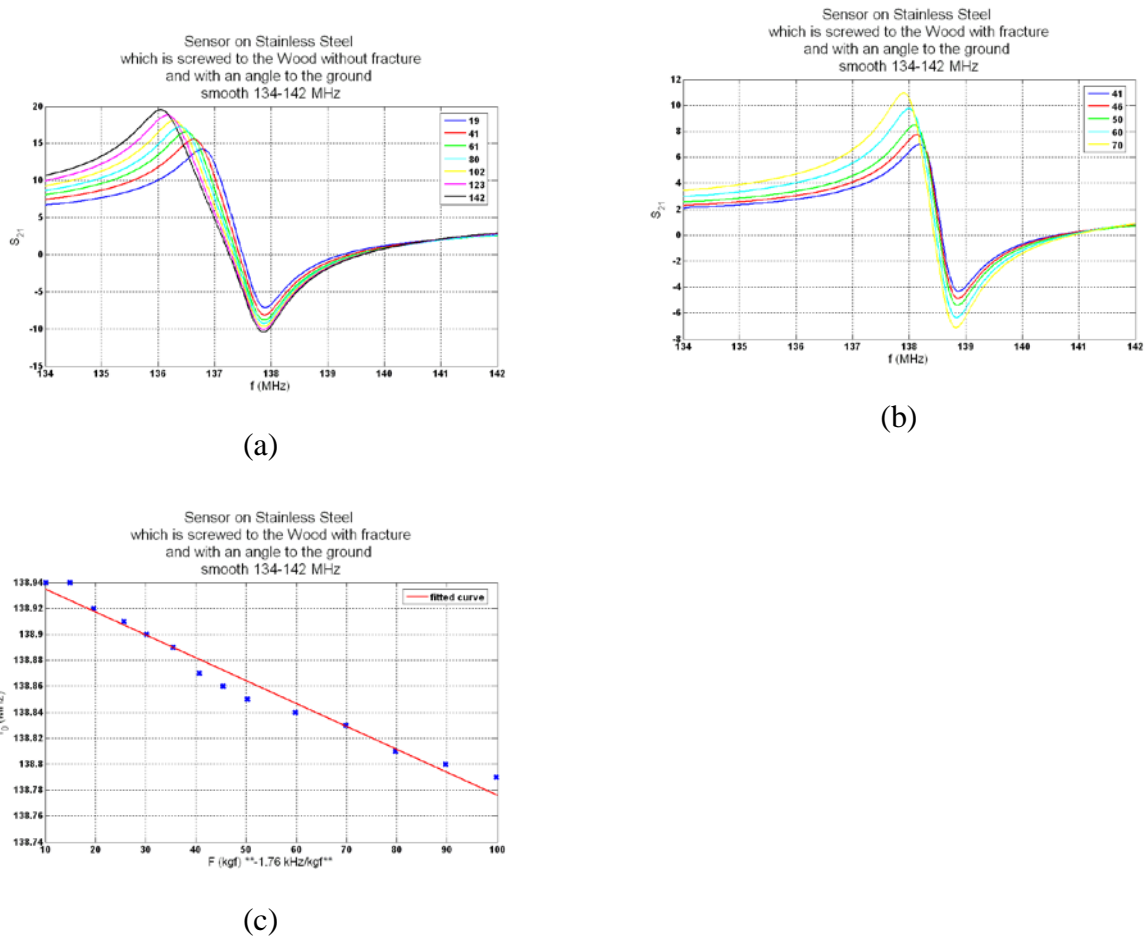 Sensor on Stainless Steel
which is screwed to the Wood without fracture
and with an angle to the ground
smooth 134-142 MHz
20
15
10
5
0
-5
-10
-15
S21
134 135 136 137 138 139 140 141 142
f (MHz)
19
41
61
80
102
123
142
(a)
Sensor on Stainless Steel
which is screwed to the Wood with fracture
and with an angle to the ground
smooth 134-142 MHz
12
10
8
6
4
2
0
-2
-4
-6
-8
S21
134 135 136 137 138 139 140 141 142
f (MHz)
41
46
50
60
70
(b)
Sensor on Stainless Steel
which is screwed to the Wood with fracture
and with an angle to the ground
smooth 134-142 MHz
138.94
138.92
138.9
138.88
138.86
138.84
138.82
138.8
138.78
138.76
138.74
fitted curve
10 20 30 40 50 60 70 80 90 100
F (kgf) **-1.76 kHz/kgf**
(c)